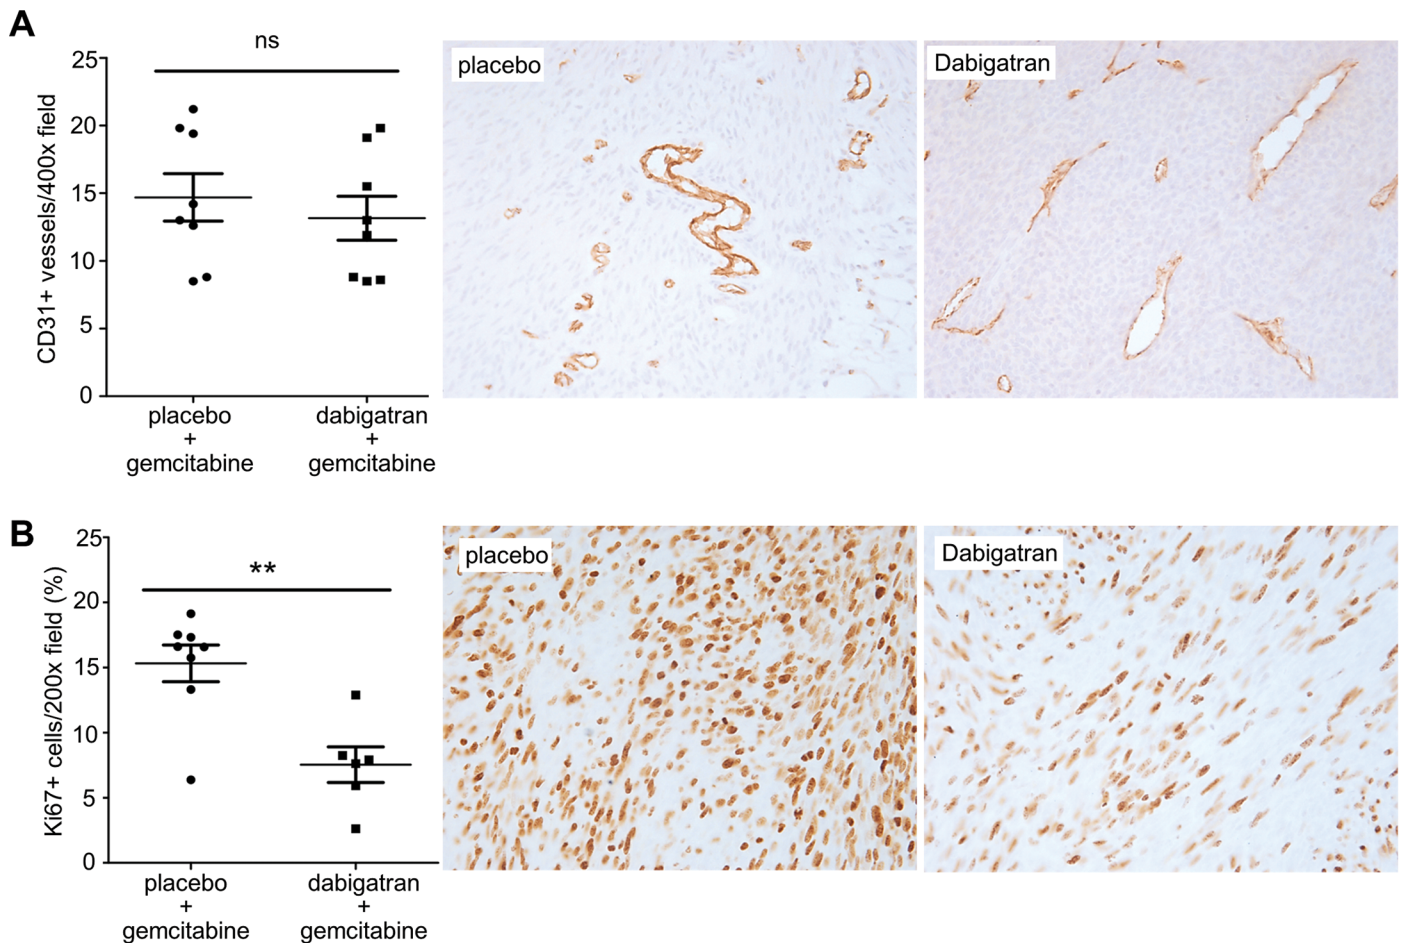 A
ns
25
20
15
10
5
0
CD31+ vessels/400x field
placebo
+
gemcitabine
dabigatran
+
gemcitabine
placebo
Dabigatran
B
**
25
20
15
10
5
0
Ki67+ cells/200x field (%)
placebo
+
gemcitabine
dabigatran
+
gemcitabine
placebo
Dabigatran